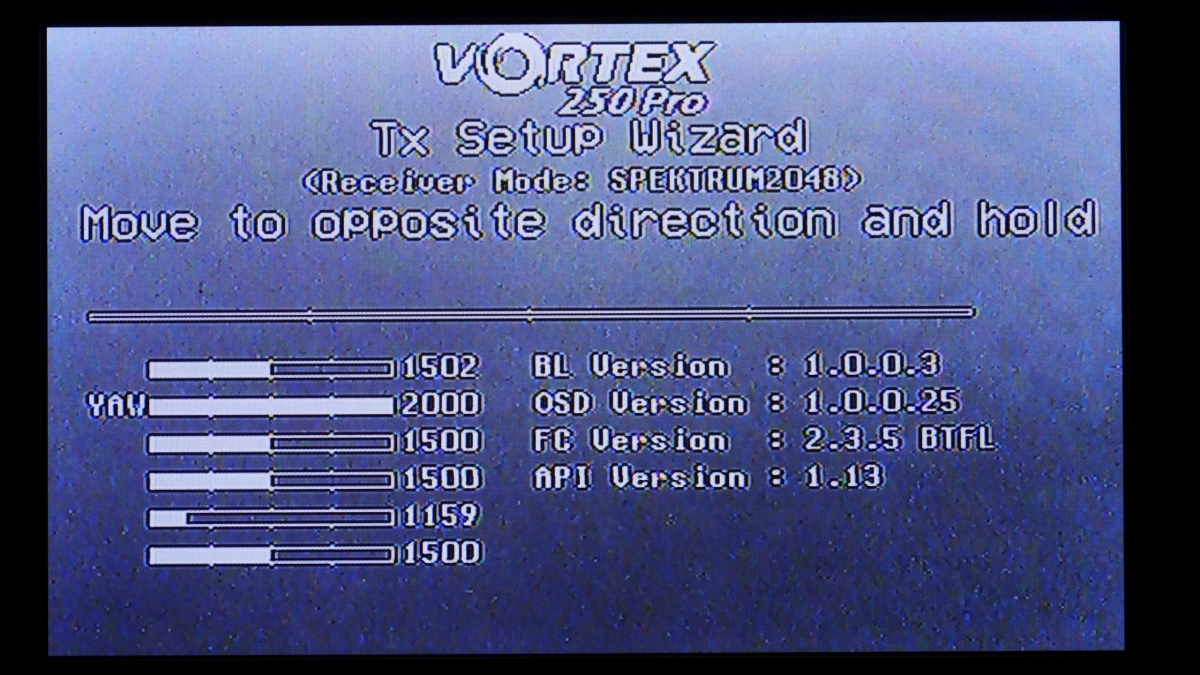 VORTEX
250 Pro
Tx Setup Wizard
<Receiver Mode: SPEKTRUM2048>
Move to opposite direction and hold
1502 BL Version : 1.0.0.3
YAW 2000 OSD Version : 1.0.0.25
1500 FC Version : 2.3.5 BTFL
1500 API Version : 1.13
1159
1500